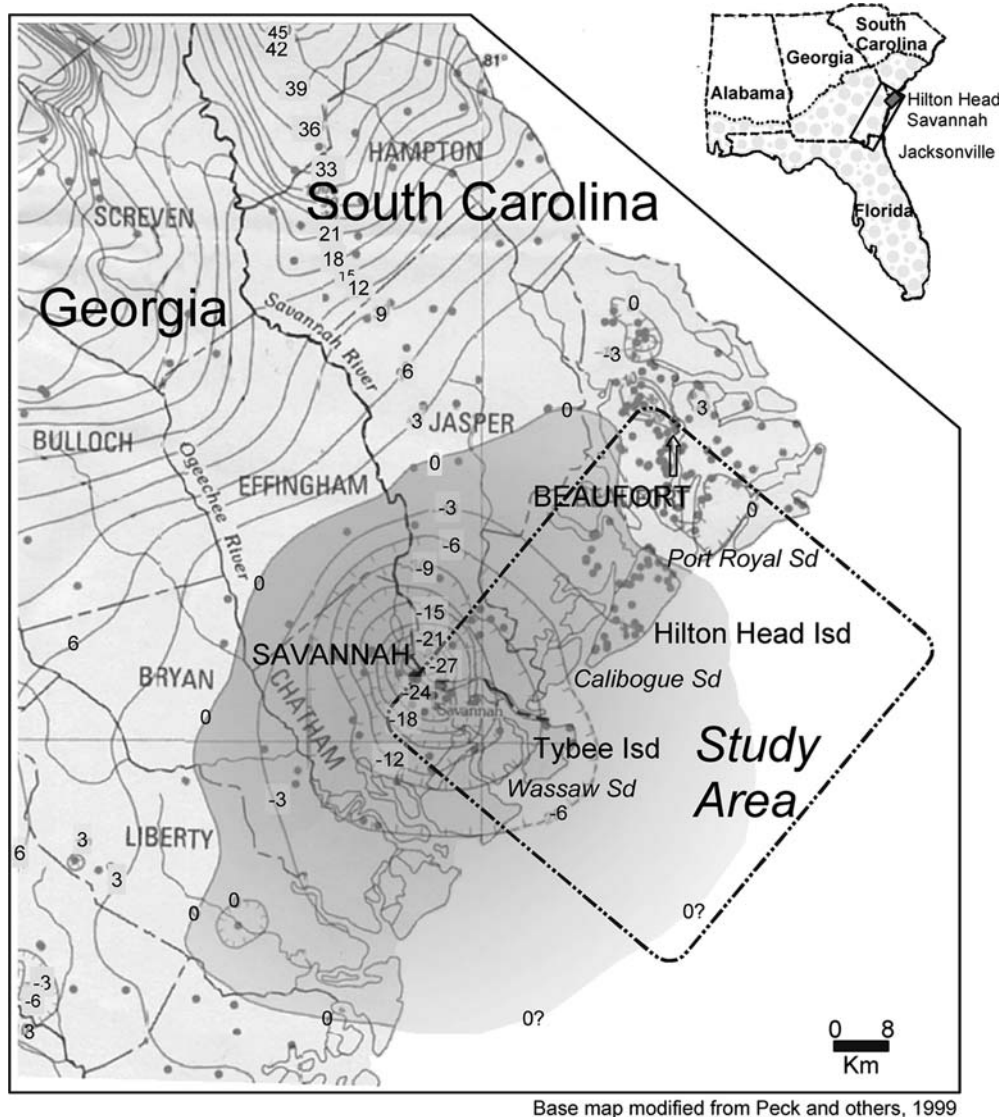 45
42
39
36
33
21
18
15
12
9
6
3
0
81°
HAMPTON
South Carolina
SCREVEN
Georgia
Savannah River
BULLOCH
Ogeechee River
EFFINGHAM
JASPER
0
-3
3
0
0
BEAUFORT
Port Royal Sd
-3
-6
-9
-15
-21
-27
-24
-18
-12
SAVANNAH
Savannah
Hilton Head Isd
Calibogue Sd
Tybee Isd
Wassaw Sd
-6
Study
Area
0
6
BRYAN
0
CHATHAM
-3
LIBERTY
3
6
3
0
0
-3
-6
3
0
0?
0?
0 8
Km
South
Carolina
Georgia
Alabama
Hilton Head
Savannah
Jacksonville
Florida
Base map modified from Peck and others, 1999